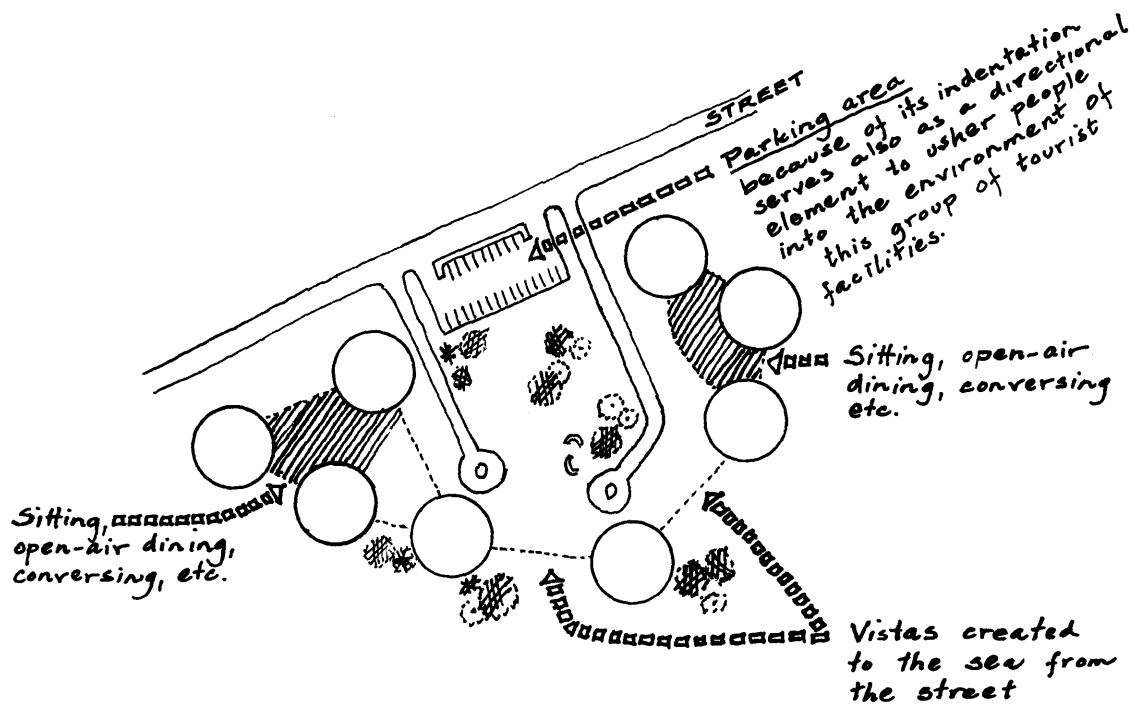 STREET
Parking area
because of its indentation
serves also as a directional
element to usher people
into the environment of
this group of tourist
facilities.
Sitting, open-air
dining, conversing
etc.
Sitting,
open-air dining,
conversing, etc.
Vistas created
to the sea from
the street